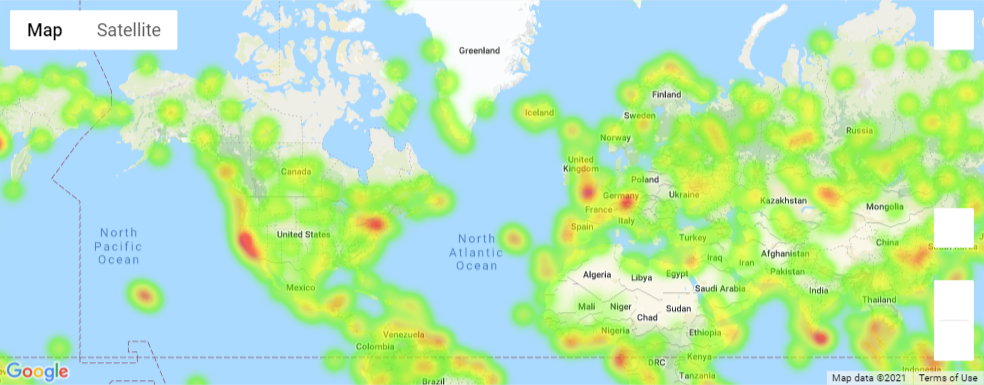 Map
Satellite
Greenland
Iceland
Finland
Sweden
Norway
Russia
Canada
United
Kingdom
Poland
Germany
Ukraine
France
Kazakhstan
Mongolia
Italy
Spain
United States
North
Pacific
Ocean
North
Atlantic
Ocean
Turkey
China
Iraq
Iran
Afghanistan
Pakistan
Algeria
Libya
Egypt
Saudi Arabia
India
Mexico
Mali
Niger
Chad
Sudan
Thailand
Nigeria
Ethiopia
Venezuela
Colombia
DRC
Kenya
Tanzania
Brazil
Indonesia
Google
Map data ©2021
Terms of Use